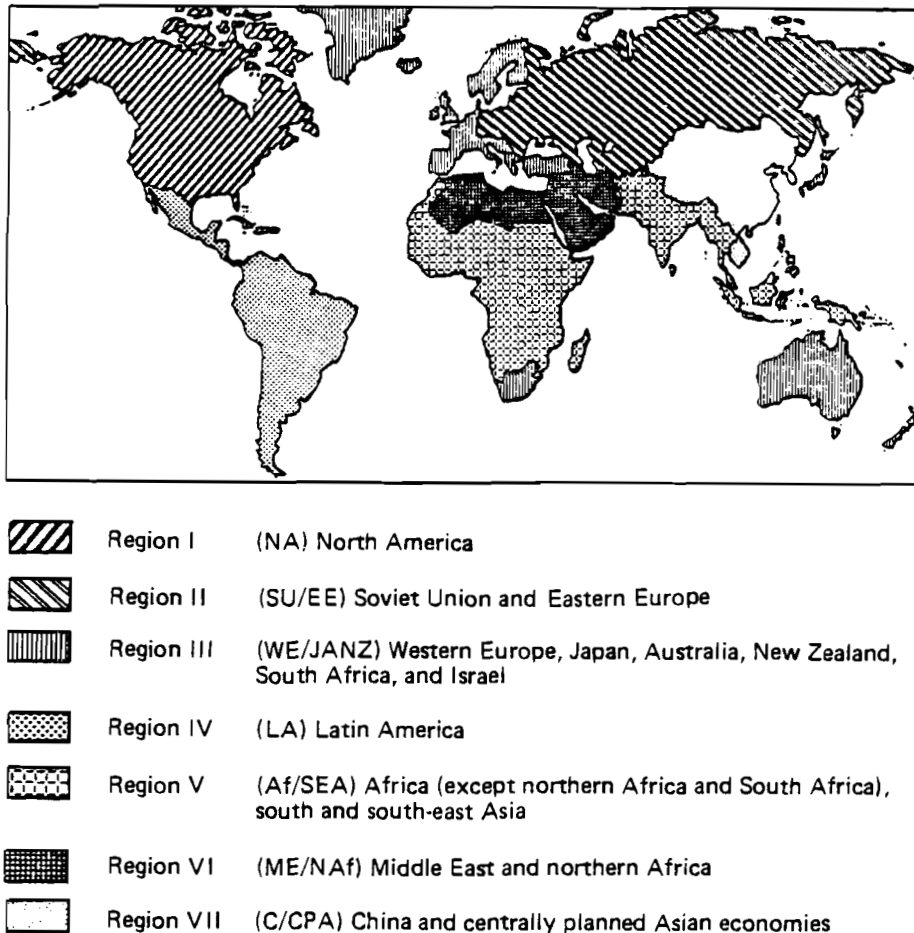 Region I (NA) North America
Region II (SU/EE) Soviet Union and Eastern Europe
Region III (WE/JANZ) Western Europe, Japan, Australia, New Zealand,
South Africa, and Israel
Region IV (LA) Latin America
Region V (Af/SEA) Africa (except northern Africa and South Africa),
south and south-east Asia
Region VI (ME/NAf) Middle East and northern Africa
Region VII (C/CPA) China and centrally planned Asian economies